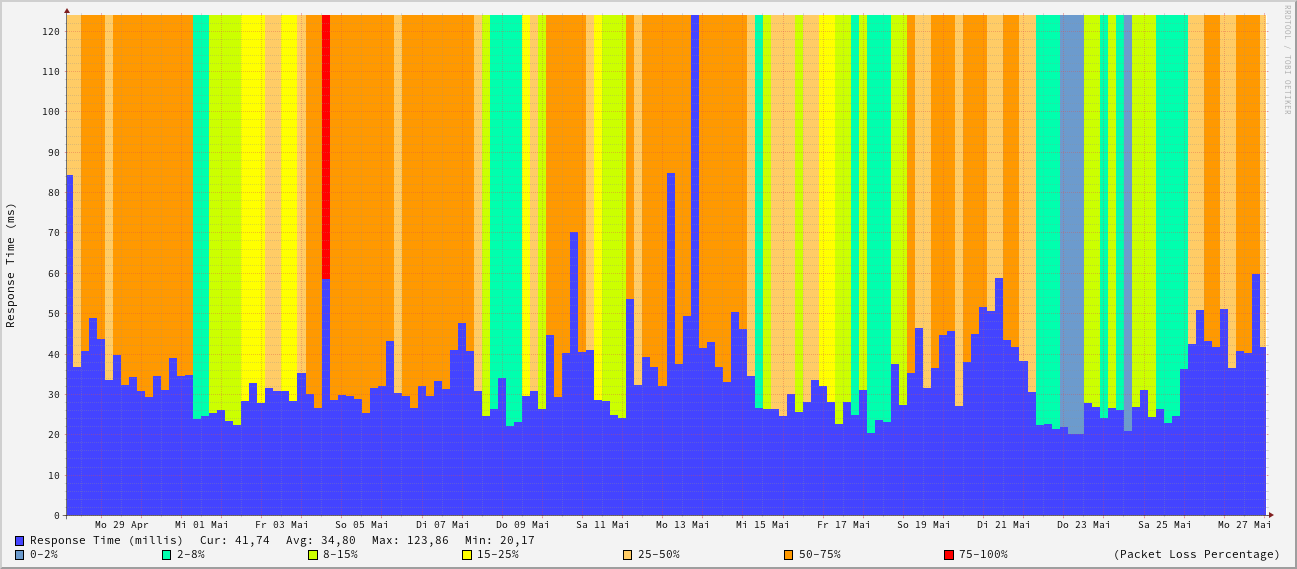 RRDTOOL / TOBI OETIKER
Response Time (ms)
120
110
100
90
80
70
60
50
40
30
20
10
0
Mo 29 Apr Mi 01 Mai Fr 03 Mai So 05 Mai Di 07 Mai Do 09 Mai Sa 11 Mai Mo 13 Mai Mi 15 Mai Fr 17 Mai So 19 Mai Di 21 Mai Do 23 Mai Sa 25 Mai Mo 27 Mai
Response Time (millis) Cur: 41,74 Avg: 34,80 Max: 123,86 Min: 20,17
0-2% 2-8% 8-15% 15-25% 25-50% 50-75% 75-100% (Packet Loss Percentage)